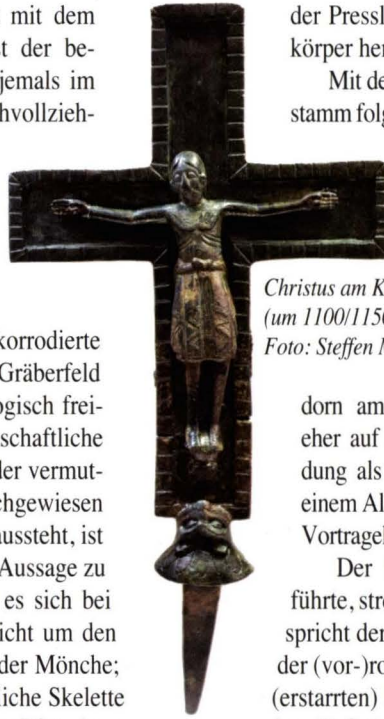 mit dem
t der be-
jemals im
hvollzieh-
korrodierte
Gräberfeld
ogisch frei-
schaftliche
der vermut-
chgewiesen
aussteht, ist
Aussage zu
es sich bei
icht um den
der Mönche;
liche Skelette
der Pressl
körper her
Mit de
stamm folg
Christus am K
(um 1100/1150
Foto: Steffen
dorn am
eher auf
dung als
einem Al
Vortragel
Der
führte, stre
spricht der
der (vor-)ro
(erstarrten)